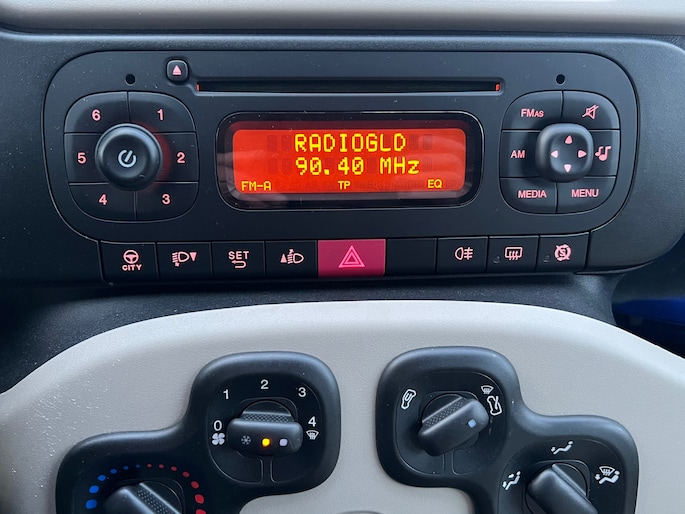 6 1
5 2
4 3
RADIOGLD
90.40 MHz
FM-A TP EQ
FMAS
AM
MEDIA MENU
CITY
SET
0 1 2 3 4